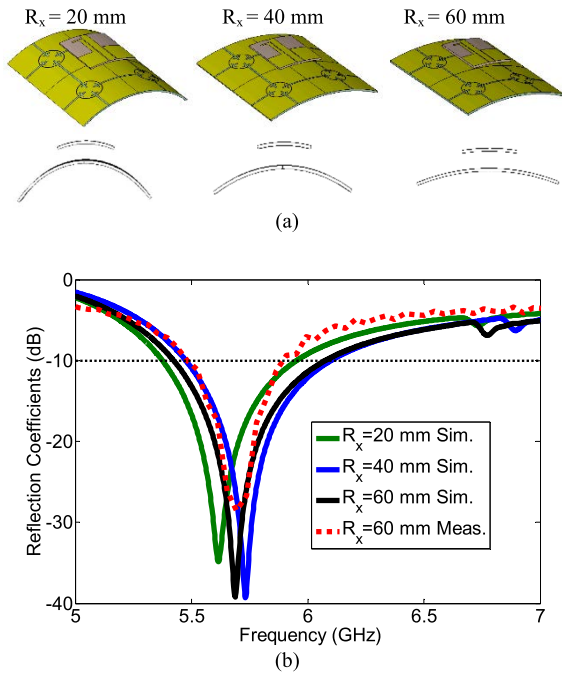 Rx = 20 mm
Rx = 40 mm
Rx = 60 mm
(a)
0
-10
-20
-30
-40
5
5.5
6
6.5
7
Reflection Coefficients (dB)
Frequency (GHz)
Rx=20 mm Sim.
Rx=40 mm Sim.
Rx=60 mm Sim.
Rx=60 mm Meas.
(b)